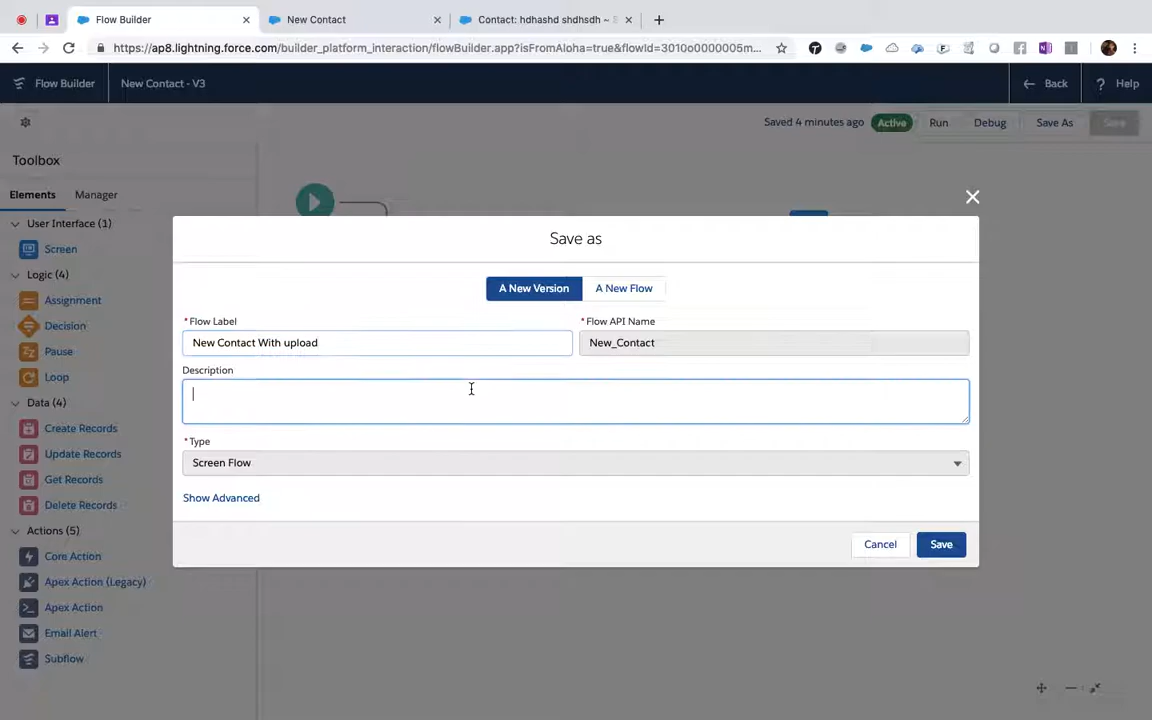 Flow Builder
New Contact
Contact: hdhashd shdhsdh ~
https://ap8.lightning.force.com/builder_platform_interaction/flowBuilder.app?isFromAloha=true&flowId=3010o0000005m...
Flow Builder
New Contact - V3
Back
? Help
Saved 4 minutes ago
Active
Run
Debug
Save As
Save
Toolbox
Elements
Manager
User Interface (1)
Screen
Logic (4)
Assignment
Decision
Pause
Loop
Data (4)
Create Records
Update Records
Get Records
Delete Records
Actions (5)
Core Action
Apex Action (Legacy)
Apex Action
Email Alert
Subflow
Save as
A New Version
A New Flow
*Flow Label
New Contact With upload
*Flow API Name
New_Contact
Description
*Type
Screen Flow
Show Advanced
Cancel
Save